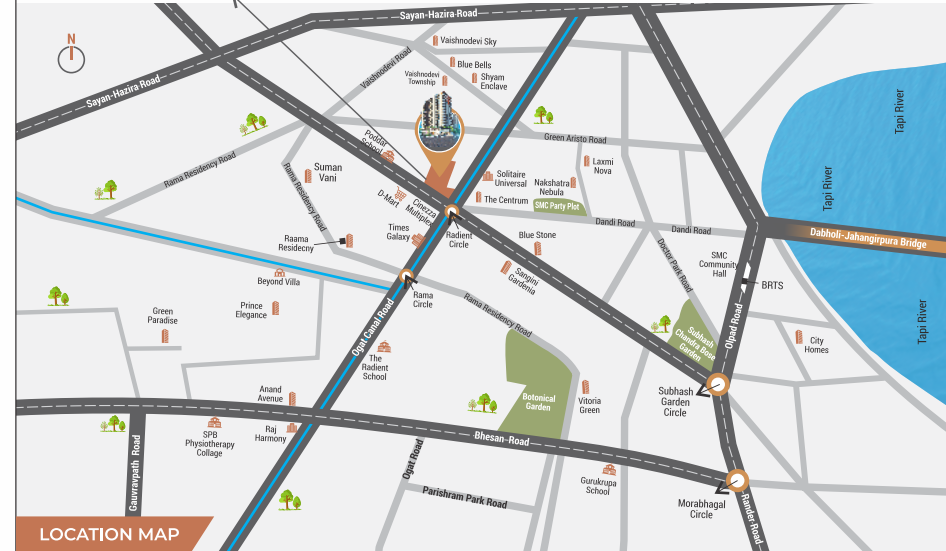 Sayan-Hazira Road
N
Vaishnodevi Sky
Vaishnodevi Road
Blue Bells
Vaishnodevi
Township
Shyam
Enclave
Sayan-Hazira Road
Tapi River
Poddar
School
Green Aristo Road
Rama Residency Road
Suman
Vani
Laxmi
Nova
Solitaire
Universal
Nakshatra
Nebula
Tapi River
D-Mart
Cinezza
Multiplex
The Centrum
SMC Party Plot
Rama Residency Road
Dandi Road
Dandi Road
Dabholi-Jahangirpura Bridge
Times
Galaxy
Radient
Circle
Blue Stone
Raama
Residecny
Doctor Park Road
SMC
Community
Hall
Sangini
Gardenia
Beyond Villa
BRTS
Rama
Circle
Rama Residency Road
Prince
Elegance
Green
Paradise
Ogat Canal Road
Olpad Road
Tapi River
Subhash
Chandra Bose
Garden
City
Homes
The
Radient
School
Subhash
Garden
Circle
Anand
Avenue
Botonical
Garden
Vitoria
Green
SPB
Physiotherapy
Collage
Raj
Harmony
Bhesan Road
Gauvravpath Road
Ogat Road
Gurukrupa
School
Parishram Park Road
Morabhagal
Circle
Rander Road
LOCATION MAP